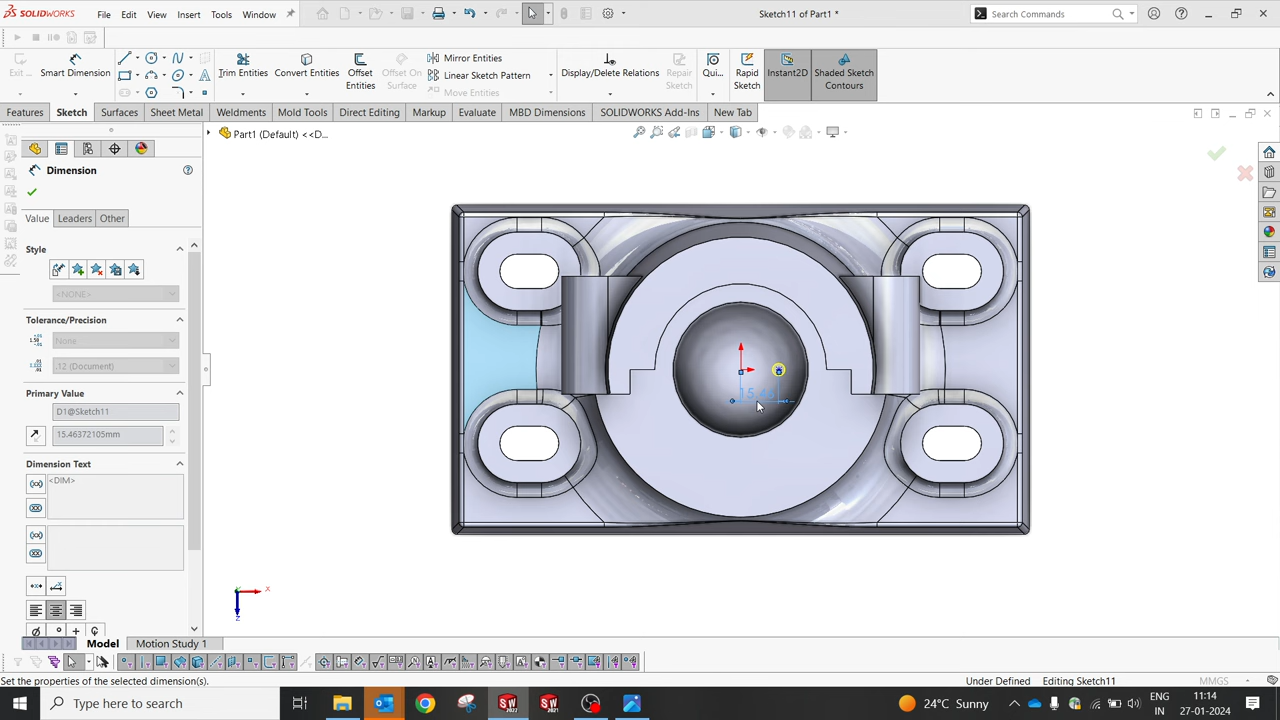 SOLIDWORKS File Edit View Insert Tools Window Sketch11 of Part1 * Search Commands
Exit... Smart Dimension Trim Entities Convert Entities Offset Entities Offset On Surface Mirror Entities Linear Sketch Pattern Move Entities Display/Delete Relations Repair Sketch Qui... Rapid Sketch Instant2D Shaded Sketch Contours
Features Sketch Surfaces Sheet Metal Weldments Mold Tools Direct Editing Markup Evaluate MBD Dimensions SOLIDWORKS Add-Ins New Tab
Part1 (Default) <<D...
Dimension
Value Leaders Other
Style
<NONE>
Tolerance/Precision
None
.12 (Document)
Primary Value
D1@Sketch11
15.46372105mm
Dimension Text
<DIM>
X
Z
Model Motion Study 1
Set the properties of the selected dimension(s). Under Defined Editing Sketch11 MMGS
Type here to search 24°C Sunny ENG IN 11:14 27-01-2024